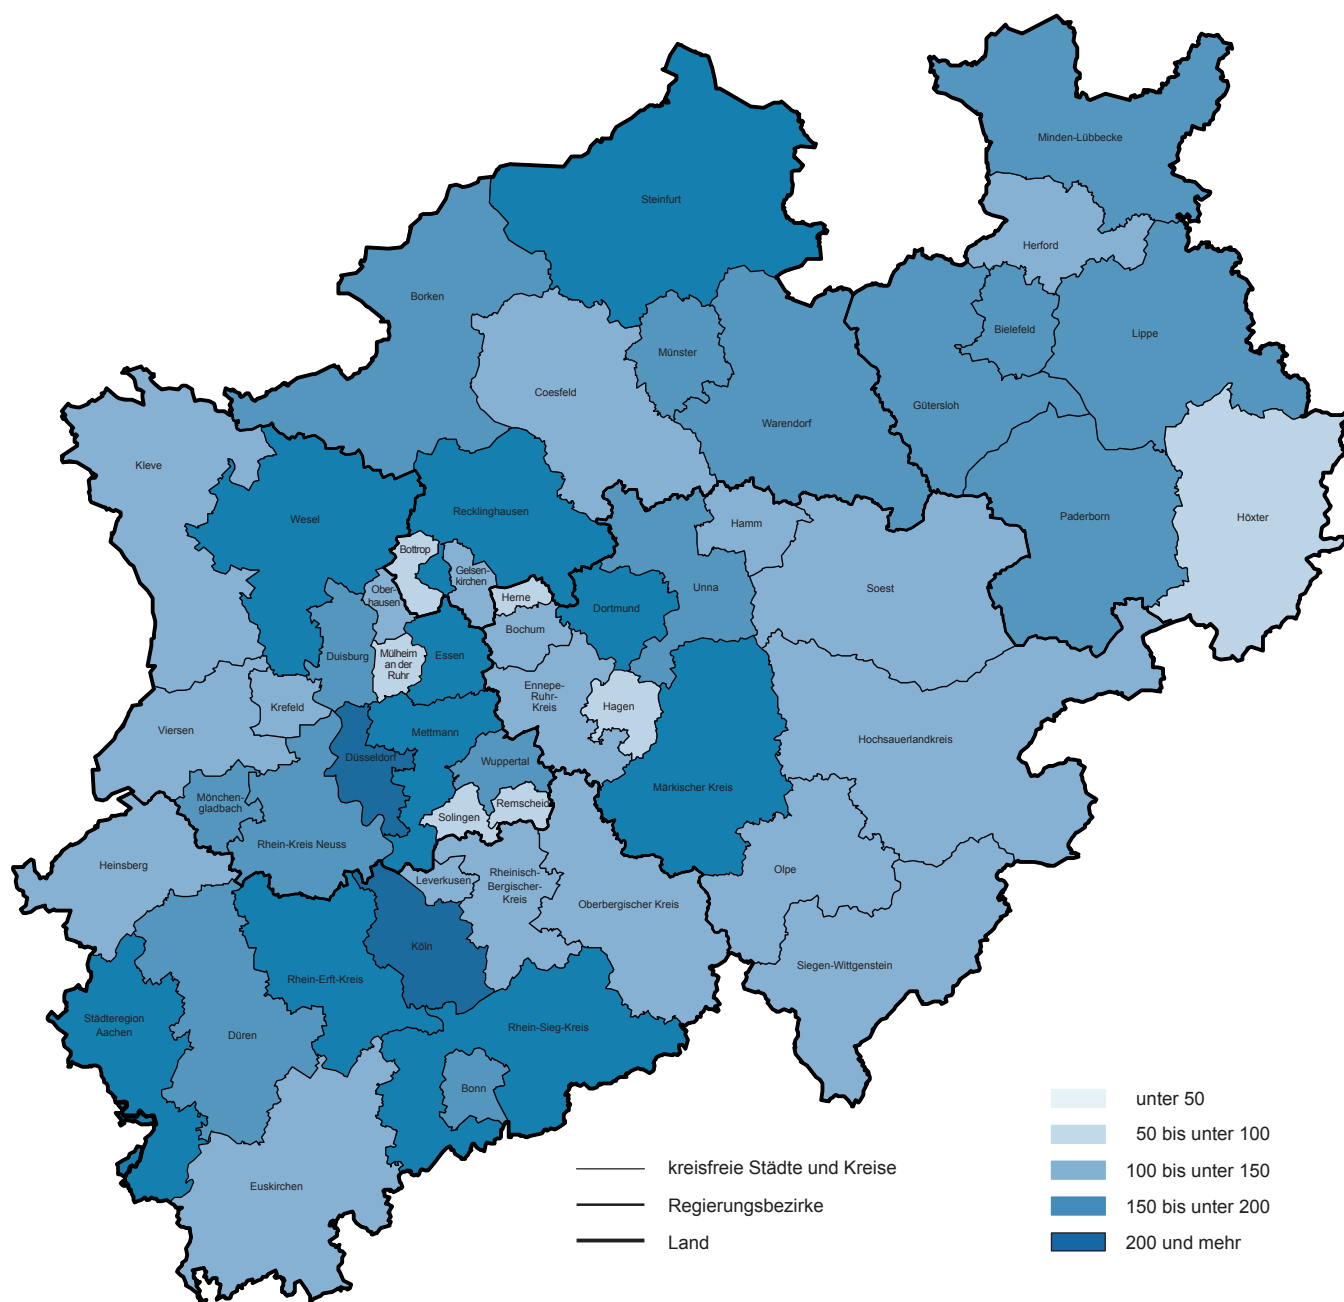 Minden-Lübbecke
Steinfurt
Herford
Borken
Bielefeld
Lippe
Münster
Coesfeld
Gütersloh
Warendorf
Kleve
Wesel
Recklinghausen
Hamm
Paderborn
Höxter
Bottrop
Gelsen-
kirchen
Ober-
hausen
Herne
Dortmund
Unna
Soest
Bochum
Duisburg
Mülheim
an der
Ruhr
Essen
Ennepe-
Ruhr-
Kreis
Hagen
Krefeld
Viersen
Mettmann
Hochsauerlandkreis
Düsseldorf
Wuppertal
Märkischer Kreis
Mönchen-
gladbach
Remscheid
Solingen
Rhein-Kreis Neuss
Heinsberg
Leverkusen
Rheinisch-
Bergischer-
Kreis
Olpe
Oberbergischer Kreis
Köln
Siegen-Wittgenstein
Rhein-Erft-Kreis
Städteregion
Aachen
Düren
Rhein-Sieg-Kreis
Bonn
Euskirchen
kreisfreie Städte und Kreise
Regierungsbezirke
Land
unter 50
50 bis unter 100
100 bis unter 150
150 bis unter 200
200 und mehr